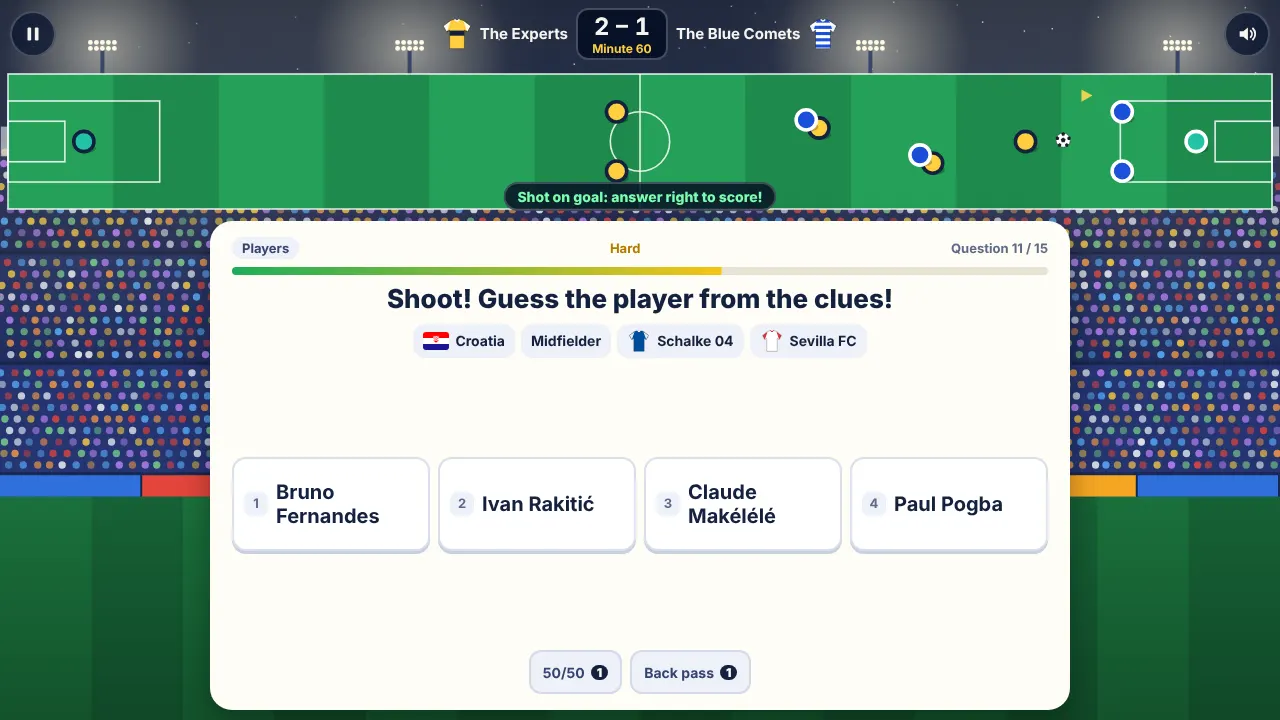 The Experts
2 – 1
Minute 60
The Blue Comets
Shot on goal: answer right to score!
Players
Hard
Question 11 / 15
Shoot! Guess the player from the clues!
Croatia
Midfielder
Schalke 04
Sevilla FC
1
Bruno
Fernandes
2
Ivan Rakitić
3
Claude
Makélélé
4
Paul Pogba
50/50 1
Back pass 1